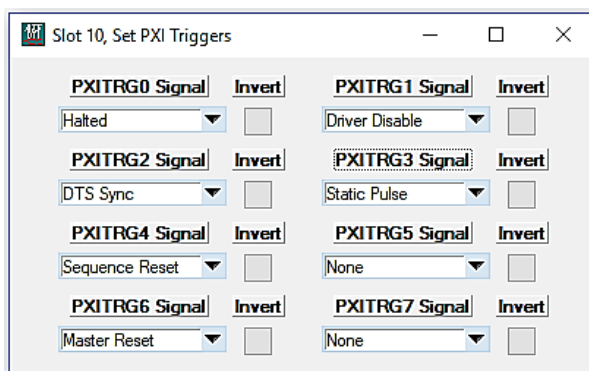 Slot 10, Set PXI Triggers
PXITRG0 Signal Invert PXITRG1 Signal Invert
Halted Driver Disable
PXITRG2 Signal Invert PXITRG3 Signal Invert
DTS Sync Static Pulse
PXITRG4 Signal Invert PXITRG5 Signal Invert
Sequence Reset None
PXITRG6 Signal Invert PXITRG7 Signal Invert
Master Reset None